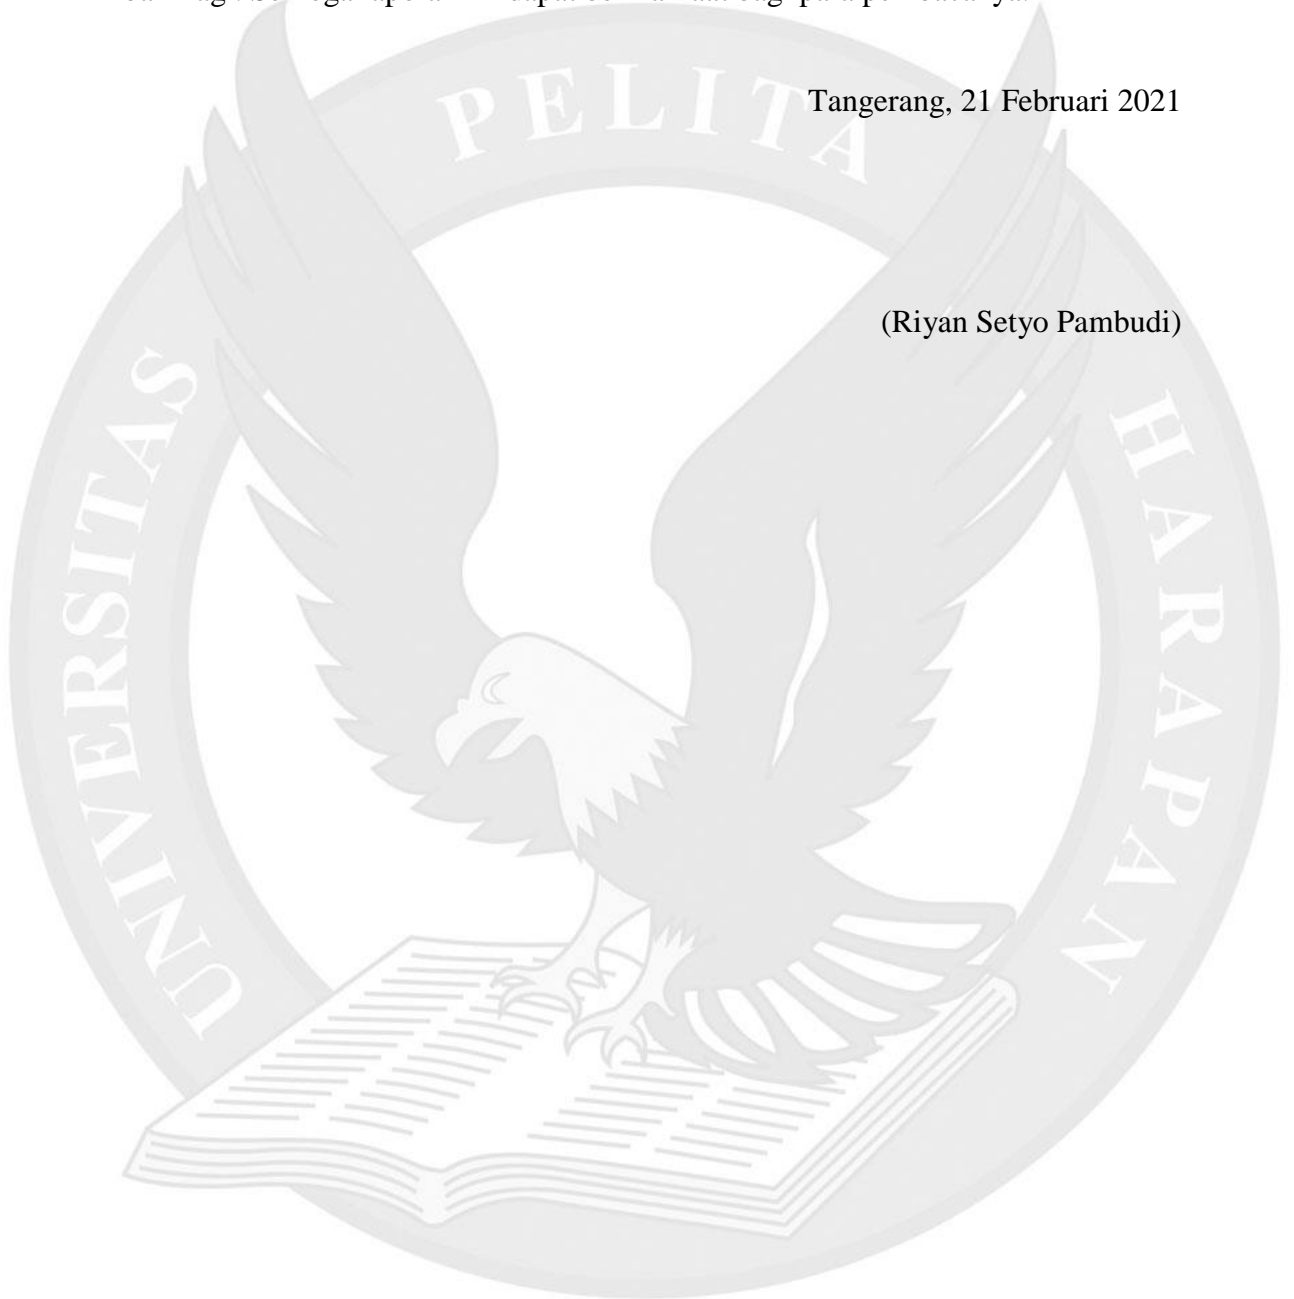 Tangerang, 21 Februari 2021
(Riyan Setyo Pambudi)
UNIVERSITAS
PELITA
HARAPAN